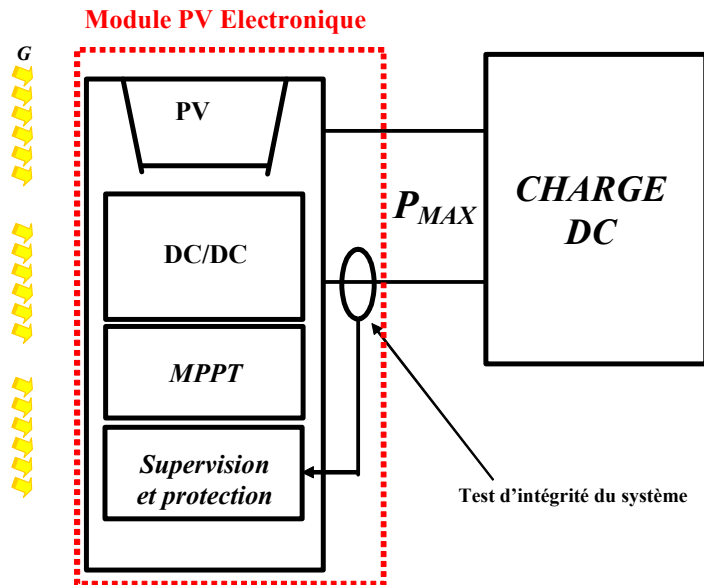 Module PV Electronique
G
PV
DC/DC
MPPT
Supervision
et protection
P_MAX
CHARGE
DC
Test d'intégrité du système